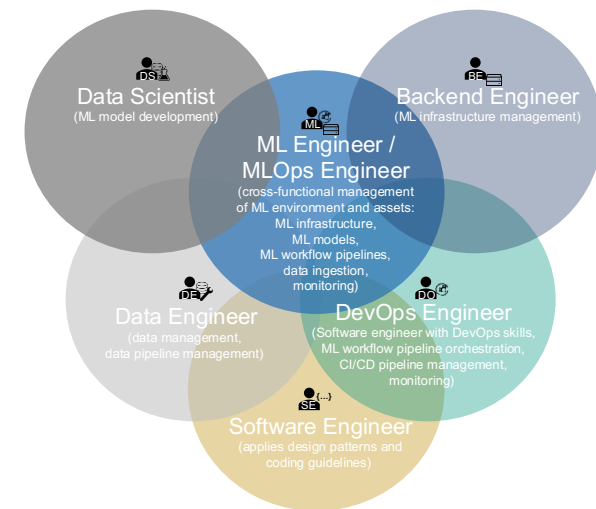 DS
Data Scientist
(ML model development)
BE
Backend Engineer
(ML infrastructure management)
ML
ML Engineer /
MLOps Engineer
(cross-functional management
of ML environment and assets:
ML infrastructure,
ML models,
ML workflow pipelines,
data ingestion,
monitoring)
DE
Data Engineer
(data management,
data pipeline management)
DO
DevOps Engineer
(Software engineer with DevOps skills,
ML workflow pipeline orchestration,
CI/CD pipeline management,
monitoring)
{...}
SE
Software Engineer
(applies design patterns and
coding guidelines)